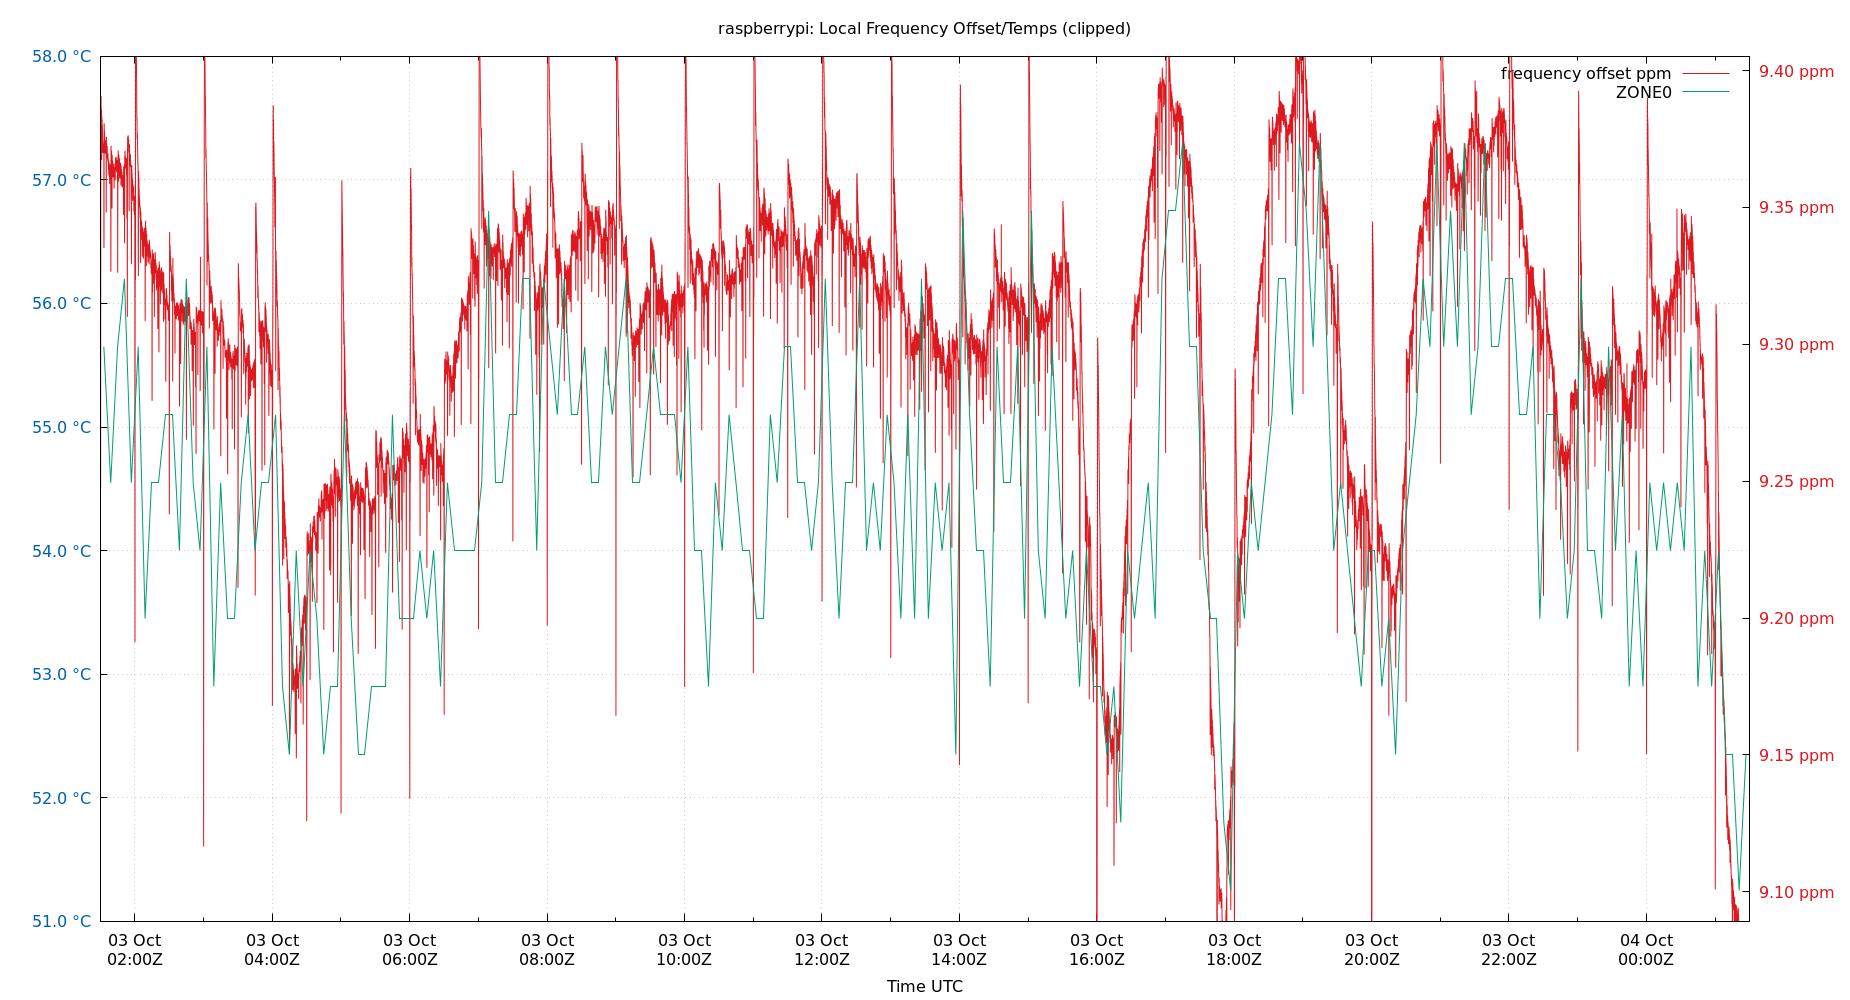 raspberrypi: Local Frequency Offset/Temps (clipped)
58.0 °C
57.0 °C
56.0 °C
55.0 °C
54.0 °C
53.0 °C
52.0 °C
51.0 °C
frequency offset ppm
ZONE0
9.40 ppm
9.35 ppm
9.30 ppm
9.25 ppm
9.20 ppm
9.15 ppm
9.10 ppm
03 Oct 03 Oct 03 Oct 03 Oct 03 Oct 03 Oct 03 Oct 03 Oct 03 Oct 03 Oct 03 Oct 04 Oct
02:00Z 04:00Z 06:00Z 08:00Z 10:00Z 12:00Z 14:00Z 16:00Z 18:00Z 20:00Z 22:00Z 00:00Z
Time UTC